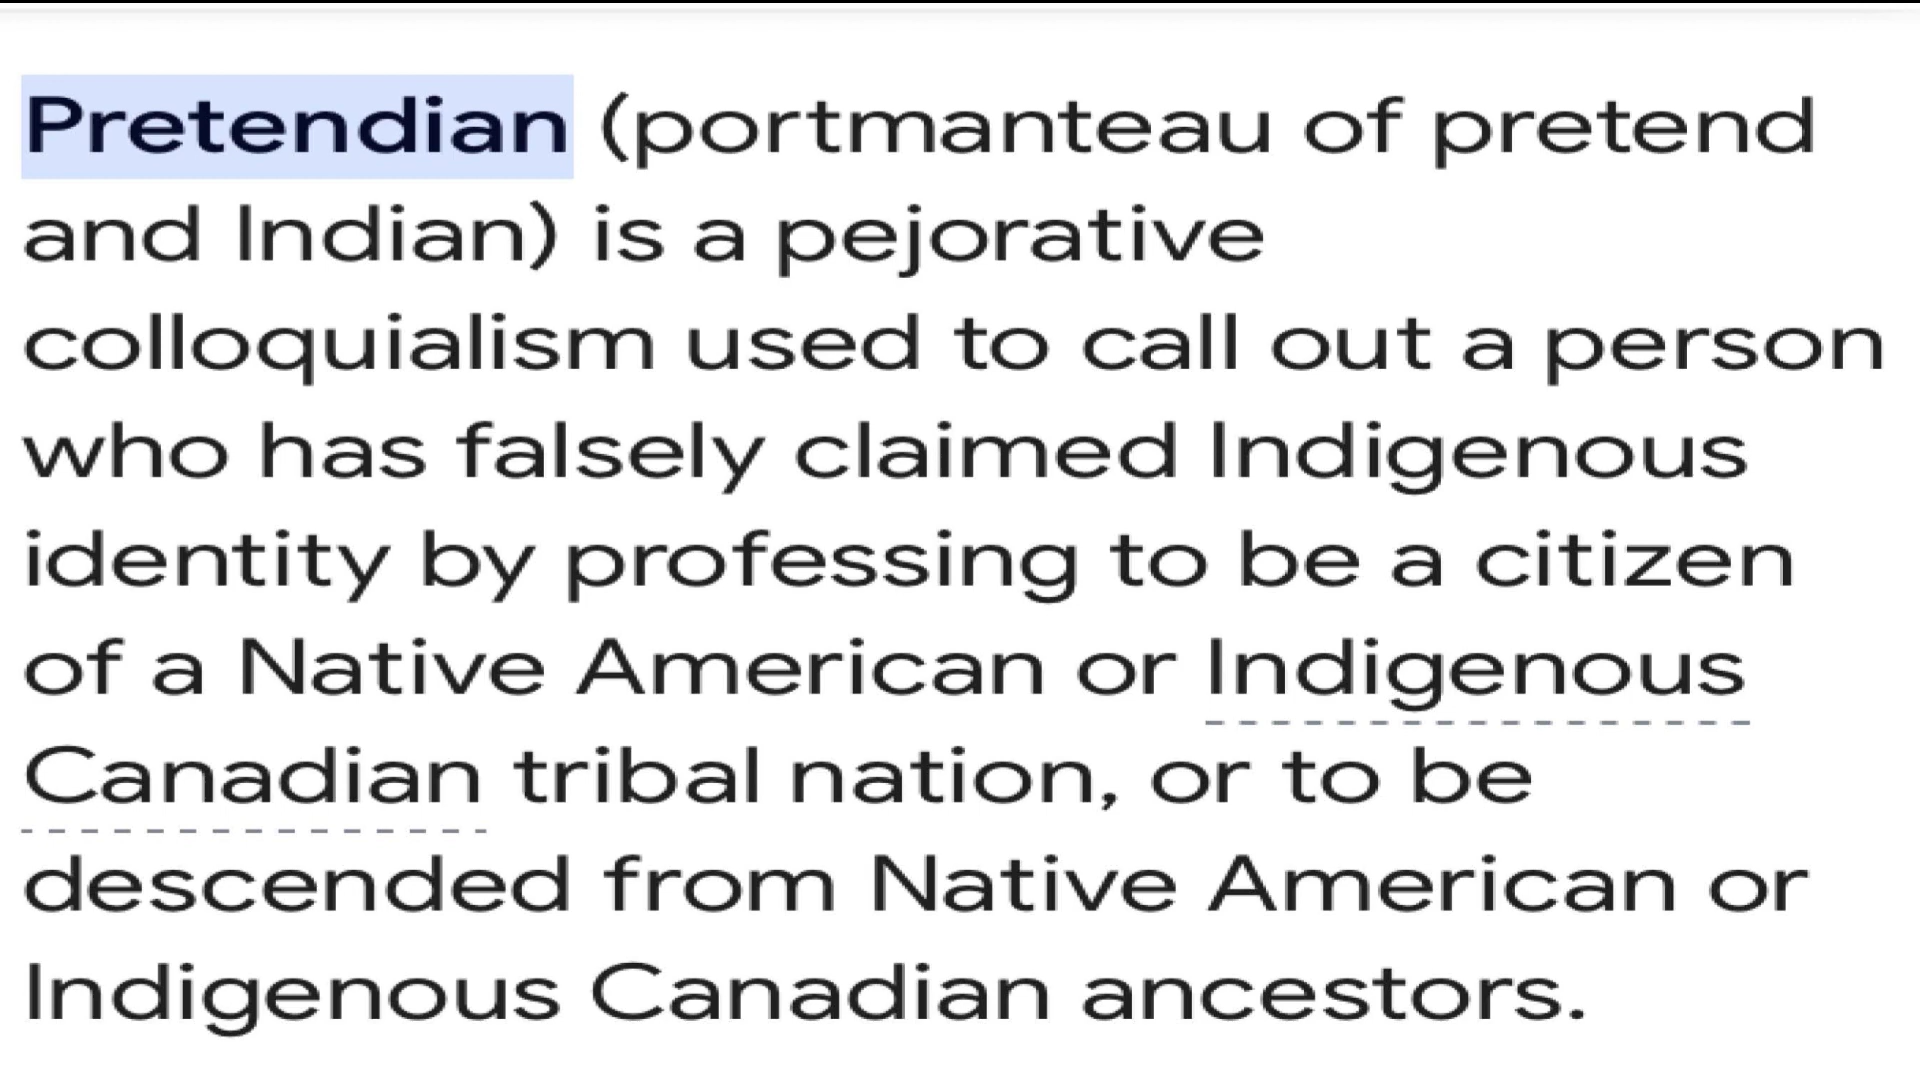 Pretendian (portmanteau of pretend
and Indian) is a pejorative
colloquialism used to call out a person
who has falsely claimed Indigenous
identity by professing to be a citizen
of a Native American or Indigenous
Canadian tribal nation, or to be
descended from Native American or
Indigenous Canadian ancestors.